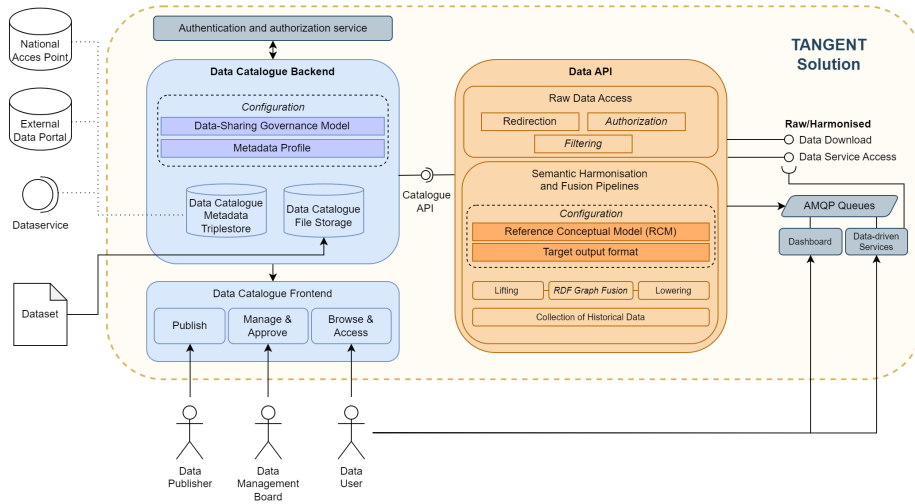 National
Acces Point
External
Data Portal
Dataservice
Dataset
Authentication and authorization service
Data Catalogue Backend
Configuration
Data-Sharing Governance Model
Metadata Profile
Data Catalogue
Metadata
Triplestore
Data Catalogue
File Storage
Data Catalogue Frontend
Publish
Manage &
Approve
Browse &
Access
Data
Publisher
Data
Management
Board
Data
User
Catalogue
API
Data API
Raw Data Access
Redirection
Authorization
Filtering
Semantic Harmonisation
and Fusion Pipelines
Configuration
Reference Conceptual Model (RCM)
Target output format
Lifting
RDF Graph Fusion
Lowering
Collection of Historical Data
TANGENT
Solution
Raw/Harmonised
Data Download
Data Service Access
AMQP Queues
Dashboard
Data-driven
Services